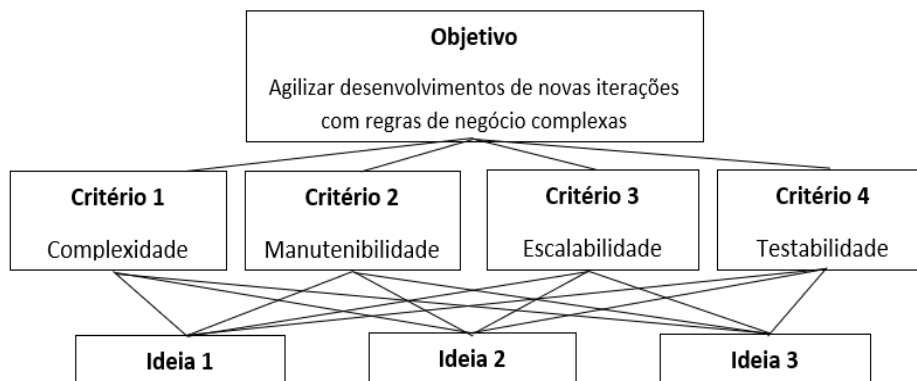 Objetivo
Agilizar desenvolvimentos de novas iterações
com regras de negócio complexas
Critério 1
Complexidade
Critério 2
Manutenibilidade
Critério 3
Escalabilidade
Critério 4
Testabilidade
Ideia 1
Ideia 2
Ideia 3